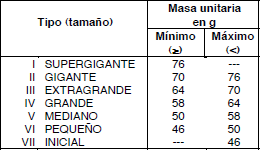 Tipo (tamaño) Masa unitaria
en g
Mínimo Máximo
(≥) (<)
I SUPERGIGANTE 76 ---
II GIGANTE 70 76
III EXTRAGRANDE 64 70
IV GRANDE 58 64
V MEDIANO 50 58
VI PEQUEÑO 46 50
VII INICIAL --- 46